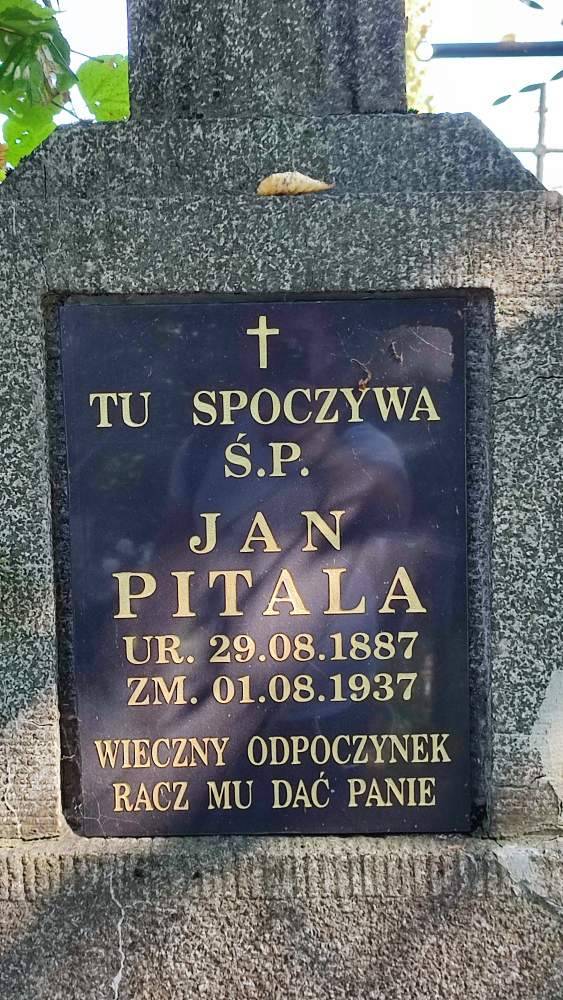 TU SPOCZYWA
Ś.P.
JAN
PITALA
UR. 29.08.1887
ZM. 01.08.1937
WIECZNY ODPOCZYNEK
RACZ MU DAĆ PANIE